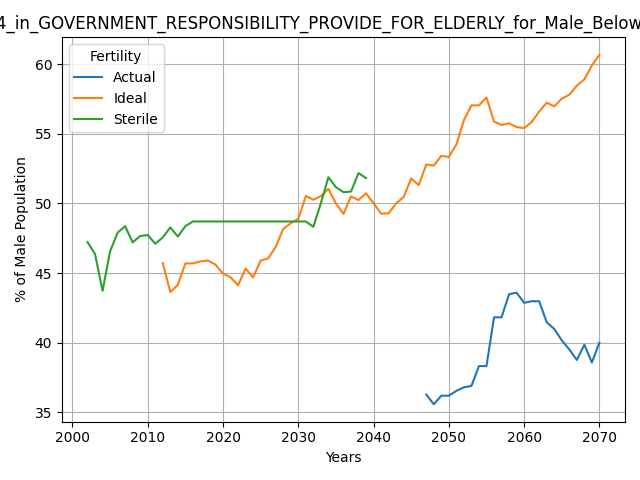 4_in_GOVERNMENT_RESPONSIBILITY_PROVIDE_FOR_ELDERLY_for_Male_Below
Fertility
Actual
Ideal
Sterile
% of Male Population
60
55
50
45
40
35
2000 2010 2020 2030 2040 2050 2060 2070
Years